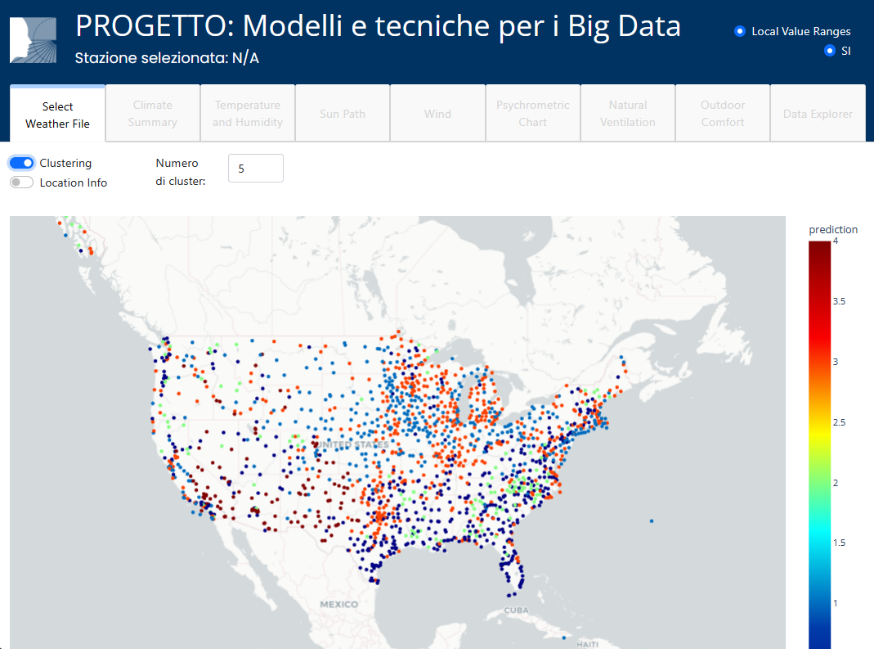 PROGETTO: Modelli e tecniche per i Big Data
Stazione selezionata: N/A
Local Value Ranges
SI
Select
Weather File
Climate
Summary
Temperature
and Humidity
Sun Path
Wind
Psychrometric
Chart
Natural
Ventilation
Outdoor
Comfort
Data Explorer
Clustering
Location Info
Numero
di cluster:
5
prediction
4
3.5
3
2.5
2
1.5
1
UNITED STATES
MEXICO
CUBA
HAITI